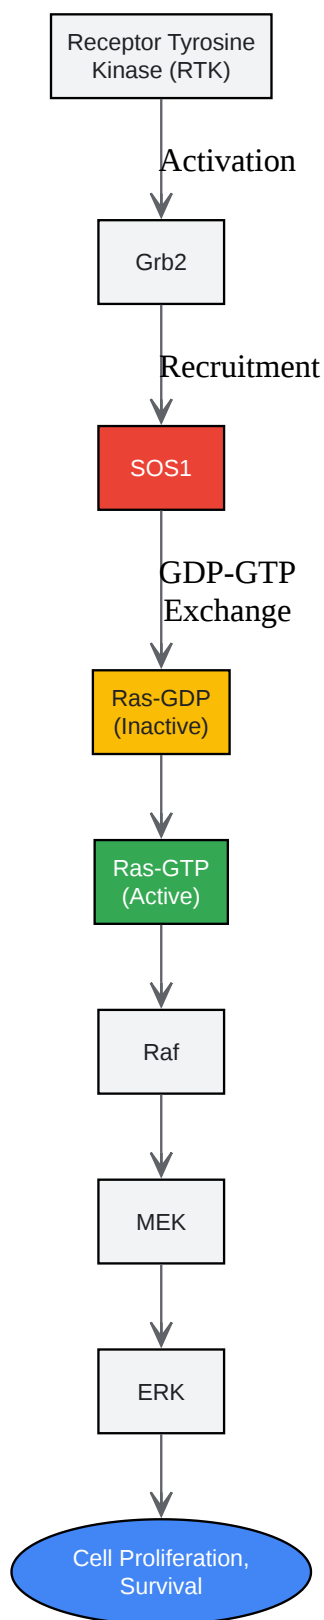 Receptor Tyrosine
Kinase (RTK)
Activation
Grb2
Recruitment
SOS1
GDP-GTP
Exchange
Ras-GDP
(Inactive)
Ras-GTP
(Active)
Raf
MEK
ERK
Cell Proliferation,
Survival